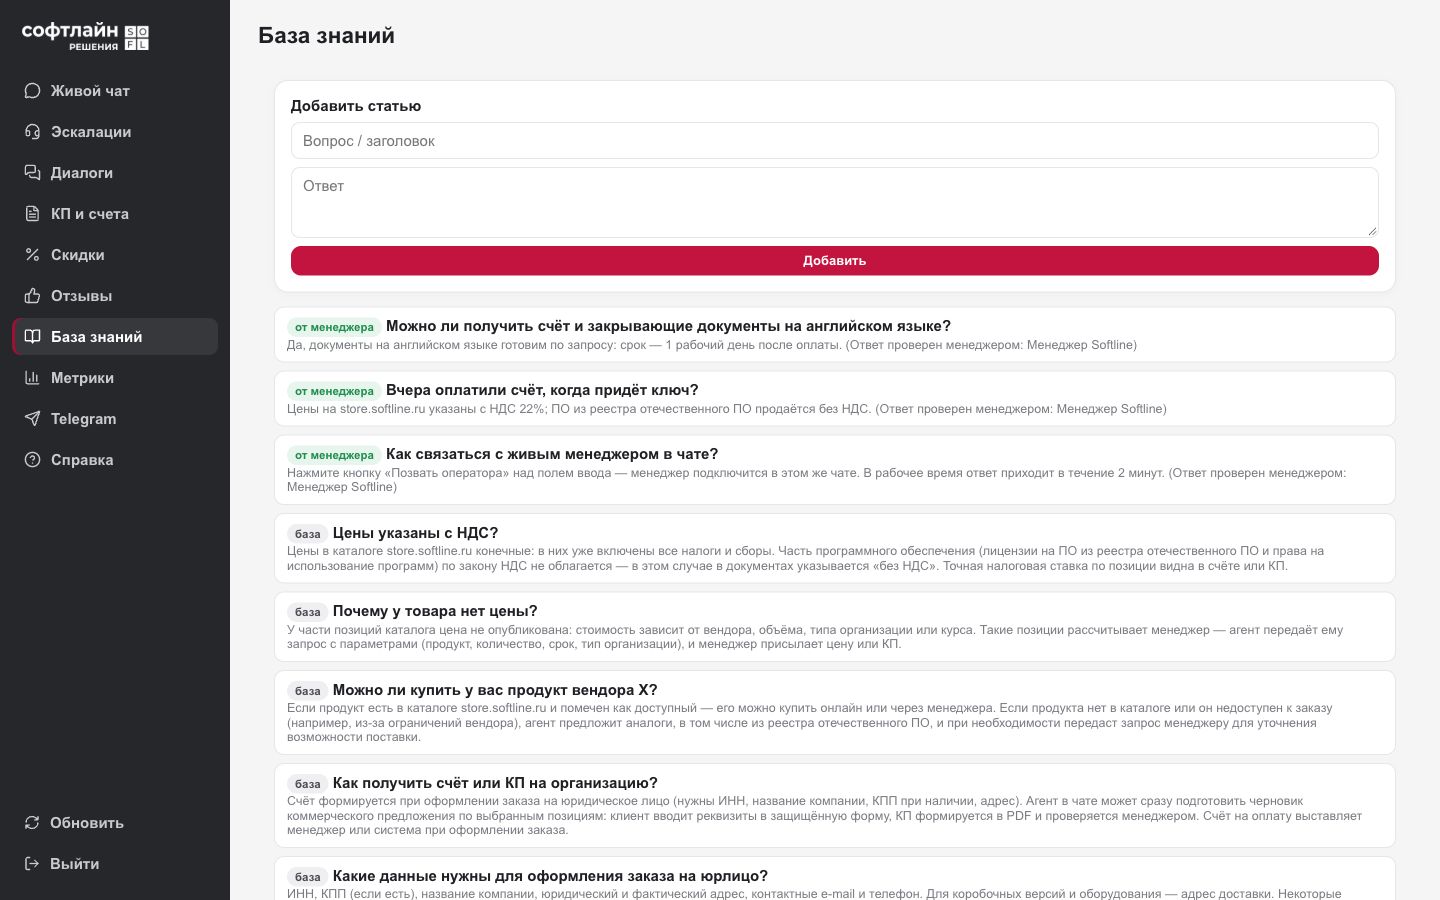 софтлайн
РЕШЕНИЯ
SO
FL
Живой чат
Эскалации
Диалоги
КП и счета
Скидки
Отзывы
База знаний
Метрики
Telegram
Справка
Обновить
Выйти
База знаний
Добавить статью
Вопрос / заголовок
Ответ
Добавить
от менеджера Можно ли получить счёт и закрывающие документы на английском языке?
Да, документы на английском языке готовим по запросу: срок — 1 рабочий день после оплаты. (Ответ проверен менеджером: Менеджер Softline)
от менеджера Вчера оплатили счёт, когда придёт ключ?
Цены на store.softline.ru указаны с НДС 22%; ПО из реестра отечественного ПО продаётся без НДС. (Ответ проверен менеджером: Менеджер Softline)
от менеджера Как связаться с живым менеджером в чате?
Нажмите кнопку «Позвать оператора» над полем ввода — менеджер подключится в этом же чате. В рабочее время ответ приходит в течение 2 минут. (Ответ проверен менеджером:
Менеджер Softline)
база Цены указаны с НДС?
Цены в каталоге store.softline.ru конечные: в них уже включены все налоги и сборы. Часть программного обеспечения (лицензии на ПО из реестра отечественного ПО и права на
использование программ) по закону НДС не облагается — в этом случае в документах указывается «без НДС». Точная налоговая ставка по позиции видна в счёте или КП.
база Почему у товара нет цены?
У части позиций каталога цена не опубликована: стоимость зависит от вендора, объёма, типа организации или курса. Такие позиции рассчитывает менеджер — агент передаёт ему
запрос с параметрами (продукт, количество, срок, тип организации), и менеджер присылает цену или КП.
база Можно ли купить у вас продукт вендора X?
Если продукт есть в каталоге store.softline.ru и помечен как доступный — его можно купить онлайн или через менеджера. Если продукта нет в каталоге или он недоступен к заказу
(например, из-за ограничений вендора), агент предложит аналоги, в том числе из реестра отечественного ПО, и при необходимости передаст запрос менеджеру для уточнения
возможности поставки.
база Как получить счёт или КП на организацию?
Счёт формируется при оформлении заказа на юридическое лицо (нужны ИНН, название компании, КПП при наличии, адрес). Агент в чате может сразу подготовить черновик
коммерческого предложения по выбранным позициям: клиент вводит реквизиты в защищённую форму, КП формируется в PDF и проверяется менеджером. Счёт на оплату выставляет
менеджер или система при оформлении заказа.
база Какие данные нужны для оформления заказа на юрлицо?
ИНН, КПП (если есть), название компании, юридический и фактический адрес, контактные e-mail и телефон. Для коробочных версий и оборудования — адрес доставки. Некоторые